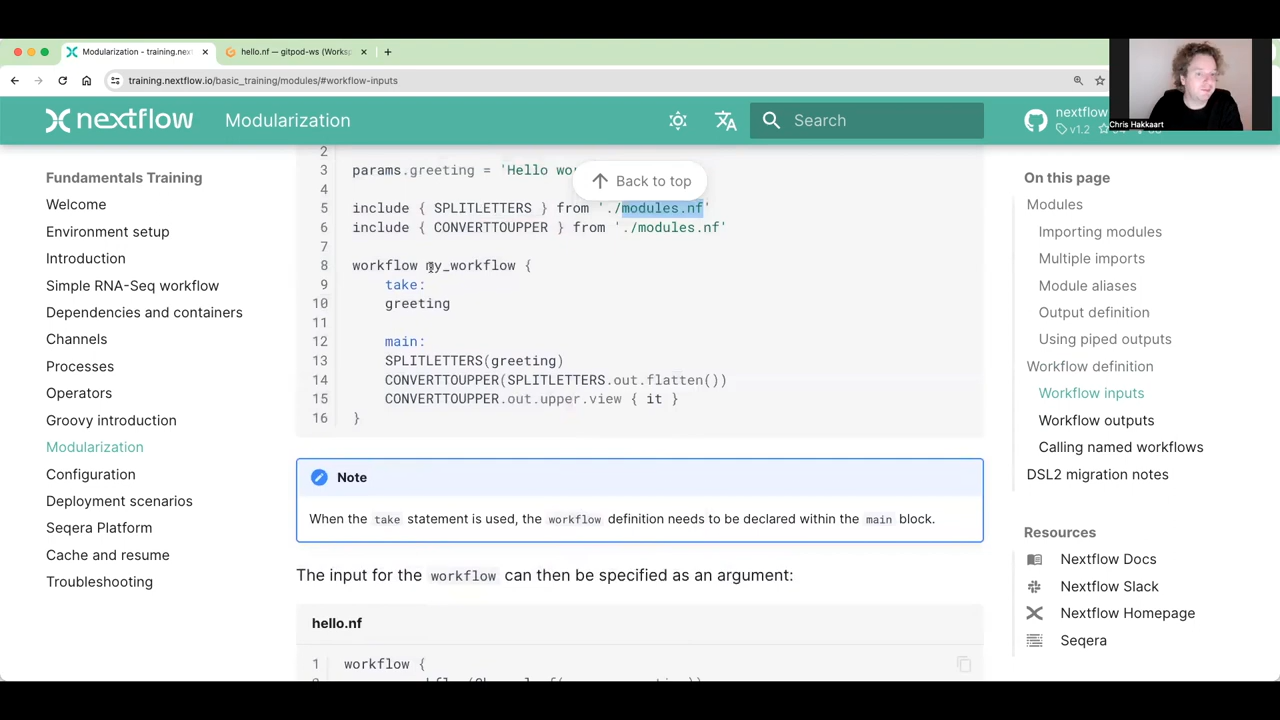 Modularization - training.nex
hello.nf — gitpod-ws (Works
training.nextflow.io/basic_training/modules/#workflow-inputs
Chris Hakkaart
nextflow
Modularization
Search
nextflow
v1.2
Back to top
Fundamentals Training
Welcome
Environment setup
Introduction
Simple RNA-Seq workflow
Dependencies and containers
Channels
Processes
Operators
Groovy introduction
Modularization
Configuration
Deployment scenarios
Seqera Platform
Cache and resume
Troubleshooting
2
3 params.greeting = 'Hello wo
4
5 include { SPLITLETTERS } from './modules.nf'
6 include { CONVERTTOUPPER } from './modules.nf'
7
8 workflow my_workflow {
9 take:
10 greeting
11
12 main:
13 SPLITLETTERS(greeting)
14 CONVERTTOUPPER(SPLITLETTERS.out.flatten())
15 CONVERTTOUPPER.out.upper.view { it }
16 }
Note
When the take statement is used, the workflow definition needs to be declared within the main block.
The input for the workflow can then be specified as an argument:
hello.nf
1 workflow {
On this page
Modules
Importing modules
Multiple imports
Module aliases
Output definition
Using piped outputs
Workflow definition
Workflow inputs
Workflow outputs
Calling named workflows
DSL2 migration notes
Resources
Nextflow Docs
Nextflow Slack
Nextflow Homepage
Seqera